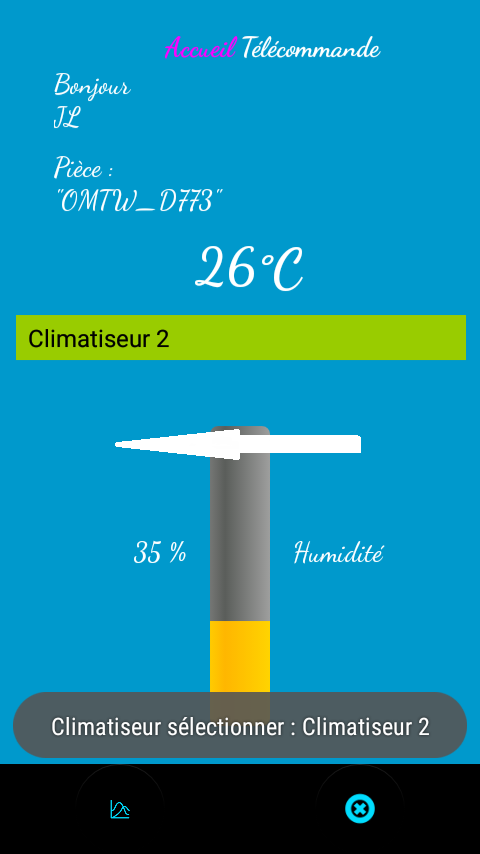 Accueil Télécommande
Bonjour
JL
Pièce :
"OMTW_D773"
26°C
Climatiseur 2
35 % Humidité
Climatiseur sélectionner : Climatiseur 2